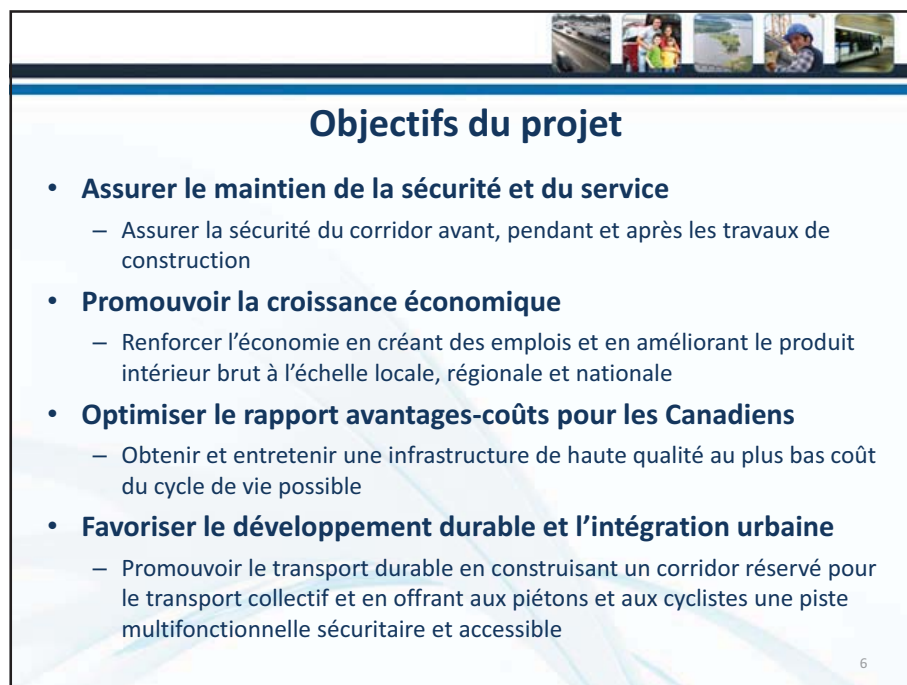 Objectifs du projet
• Assurer le maintien de la sécurité et du service
– Assurer la sécurité du corridor avant, pendant et après les travaux de
construction
• Promouvoir la croissance économique
– Renforcer l’économie en créant des emplois et en améliorant le produit
intérieur brut à l’échelle locale, régionale et nationale
• Optimiser le rapport avantages-coûts pour les Canadiens
– Obtenir et entretenir une infrastructure de haute qualité au plus bas coût
du cycle de vie possible
• Favoriser le développement durable et l’intégration urbaine
– Promouvoir le transport durable en construisant un corridor réservé pour
le transport collectif et en offrant aux piétons et aux cyclistes une piste
multifonctionnelle sécuritaire et accessible
6